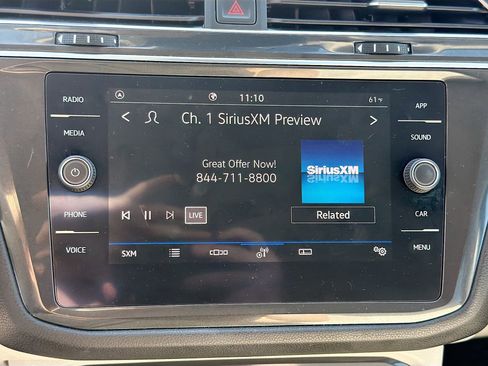 11:10
61°F
RADIO
APP
< Ch. 1 SiriusXM Preview >
MEDIA
SOUND
Great Offer Now!
844-711-8800
SiriusXM
LIVE
Related
PHONE
CAR
VOICE
SXM
MENU